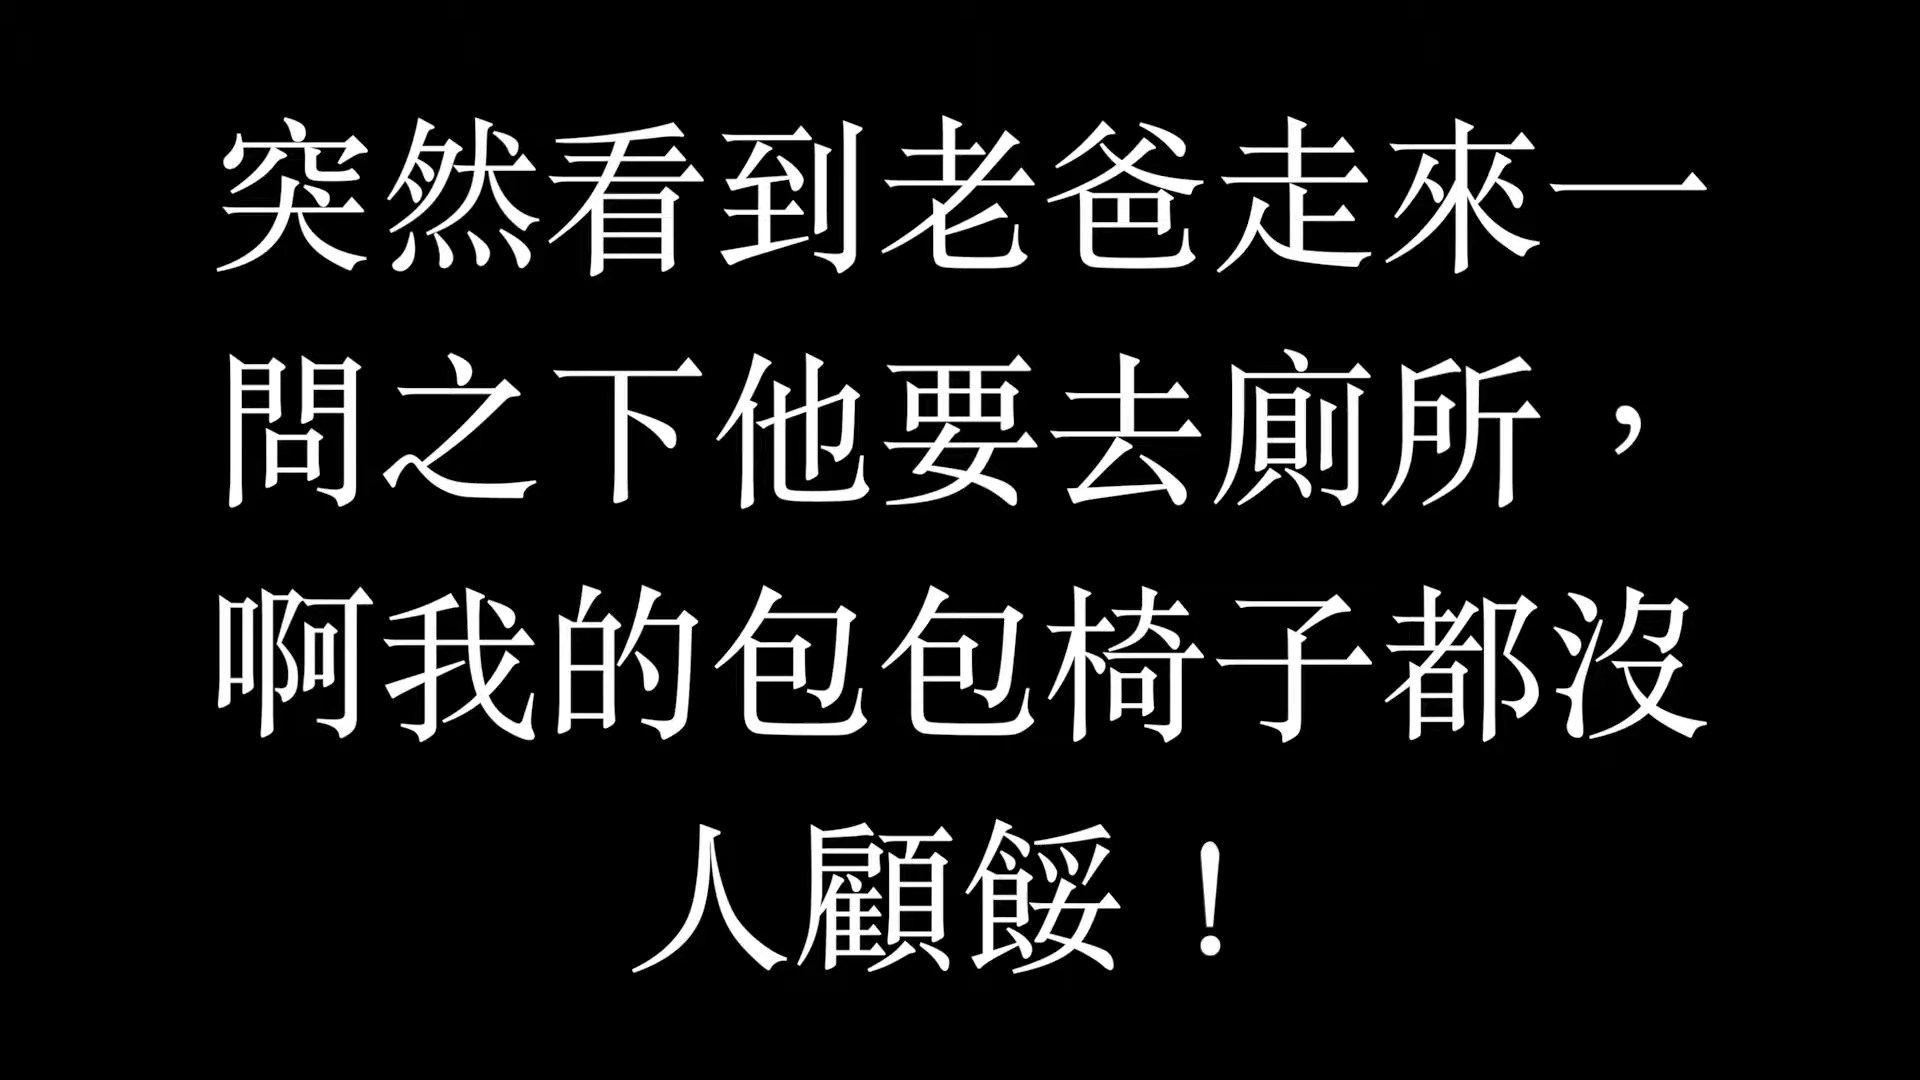 突然看到老爸走來一
問之下他要去廁所，
啊我的包包椅子都沒
人顧餒！